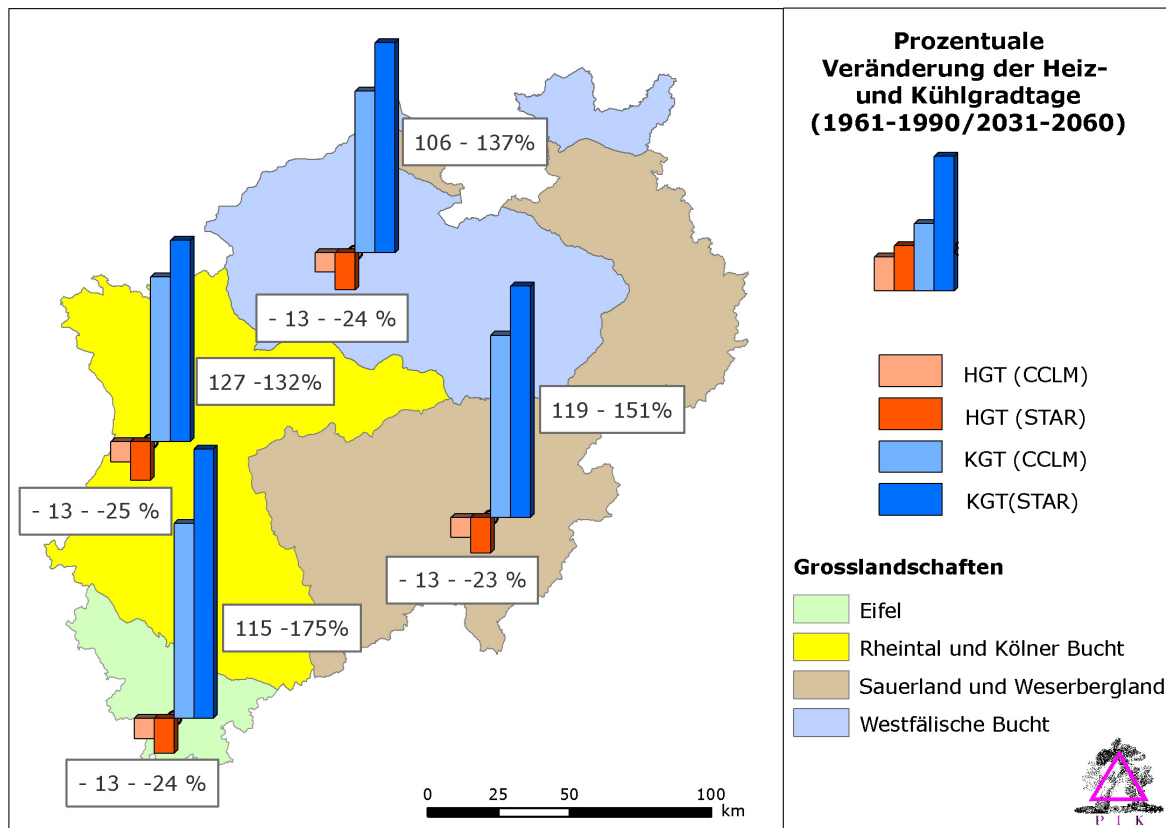 Prozentuale
Veränderung der Heiz-
und Kühlgradtage
(1961-1990/2031-2060)
106 - 137%
- 13 - -24 %
127 -132%
119 - 151%
- 13 - -25 %
- 13 - -23 %
115 -175%
- 13 - -24 %
HGT (CCLM)
HGT (STAR)
KGT (CCLM)
KGT(STAR)
Grosslandschaften
Eifel
Rheintal und Kölner Bucht
Sauerland und Weserbergland
Westfälische Bucht
0 25 50 100
km
P I K